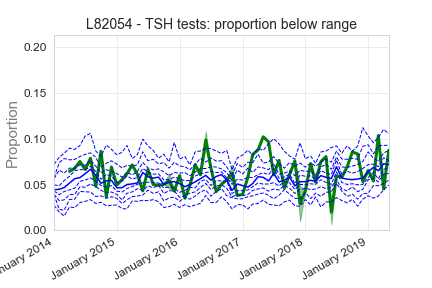 L82054 - TSH tests: proportion below range
Proportion
0.20
0.15
0.10
0.05
0.00
January 2015
January 2016
January 2017
January 2018
January 2019
2014